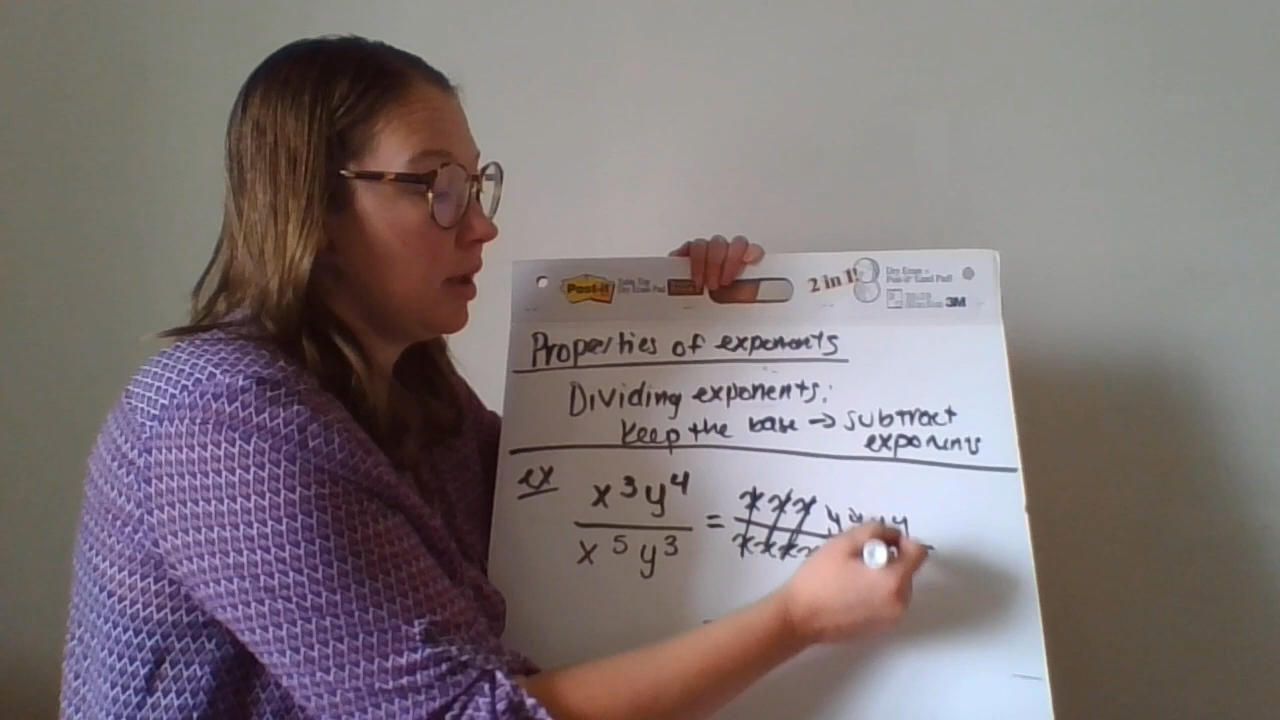 Post-it
2 in 1!
3M
Properties of exponents
Dividing exponents:
Keep the base → subtract
exponents
ex
x³y⁴
= x x x y y y y
x⁵y³
x x x x